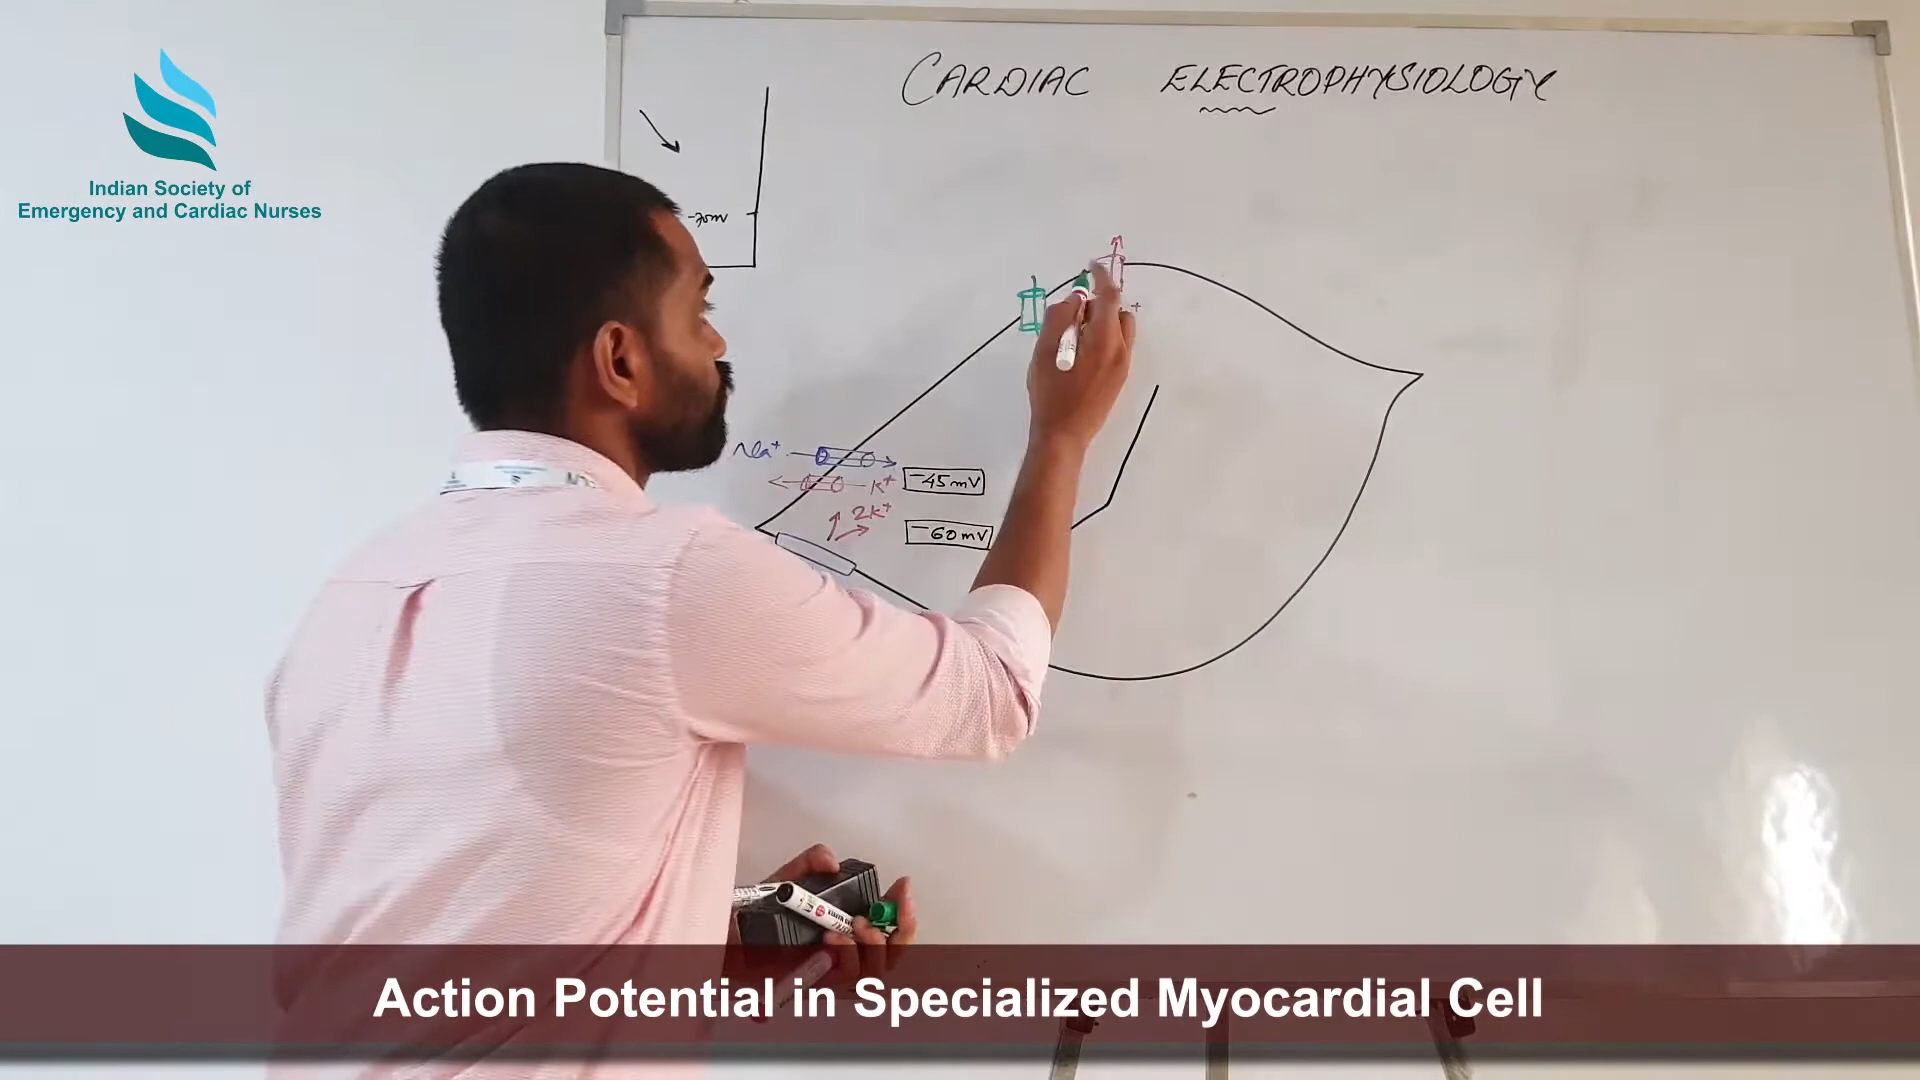 Indian Society of
Emergency and Cardiac Nurses
CARDIAC ELECTROPHYSIOLOGY
-70mV
+
Na+
K+
-45mV
2K+
-60mV
Action Potential in Specialized Myocardial Cell